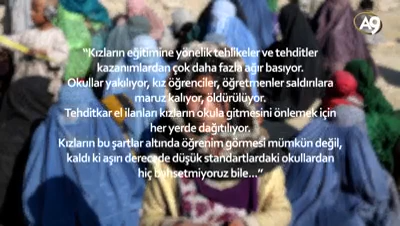 A9
"Kızların eğitimine yönelik tehlikeler ve tehditler
kazanımlardan çok daha fazla ağır basıyor.
Okullar yakılıyor, kız öğrenciler, öğretmenler saldırılara
maruz kalıyor, öldürülüyor.
Tehditkar el ilanları kızların okula gitmesini önlemek için
her yerde dağıtılıyor.
Kızların bu şartlar altında öğrenim görmesi mümkün değil,
kaldı ki aşırı derecede düşük standartlardaki okullardan
hiç bahsetmiyoruz bile..."